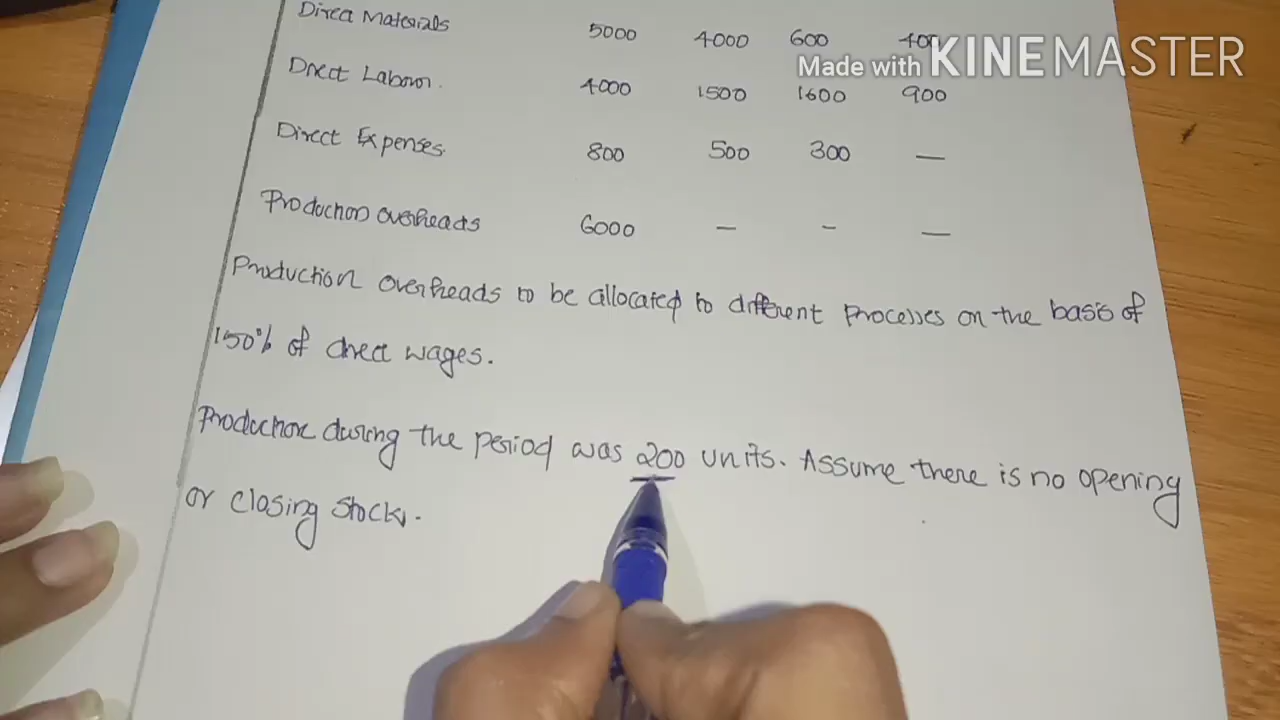 Direct Materials 5000 4000 600 400
Made with KINEMASTER
Direct Labour 4000 1500 1600 900
Direct Expenses 800 500 300 —
Production overheads 6000 — - —
Production overheads to be allocated to different processes on the basis of
150% of direct wages.
Production during the period was 200 units. Assume there is no opening
or closing stock.